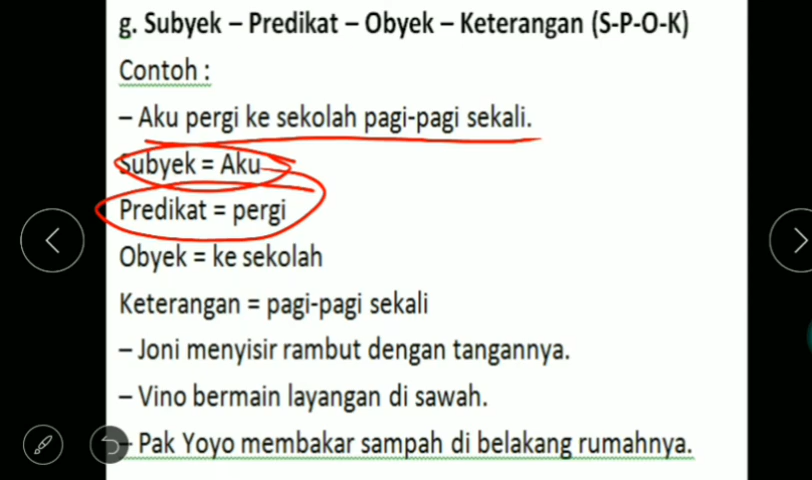 g. Subyek – Predikat – Obyek – Keterangan (S-P-O-K)
Contoh :
– Aku pergi ke sekolah pagi-pagi sekali.
Subyek = Aku
Predikat = pergi
Obyek = ke sekolah
Keterangan = pagi-pagi sekali
– Joni menyisir rambut dengan tangannya.
– Vino bermain layangan di sawah.
– Pak Yoyo membakar sampah di belakang rumahnya.